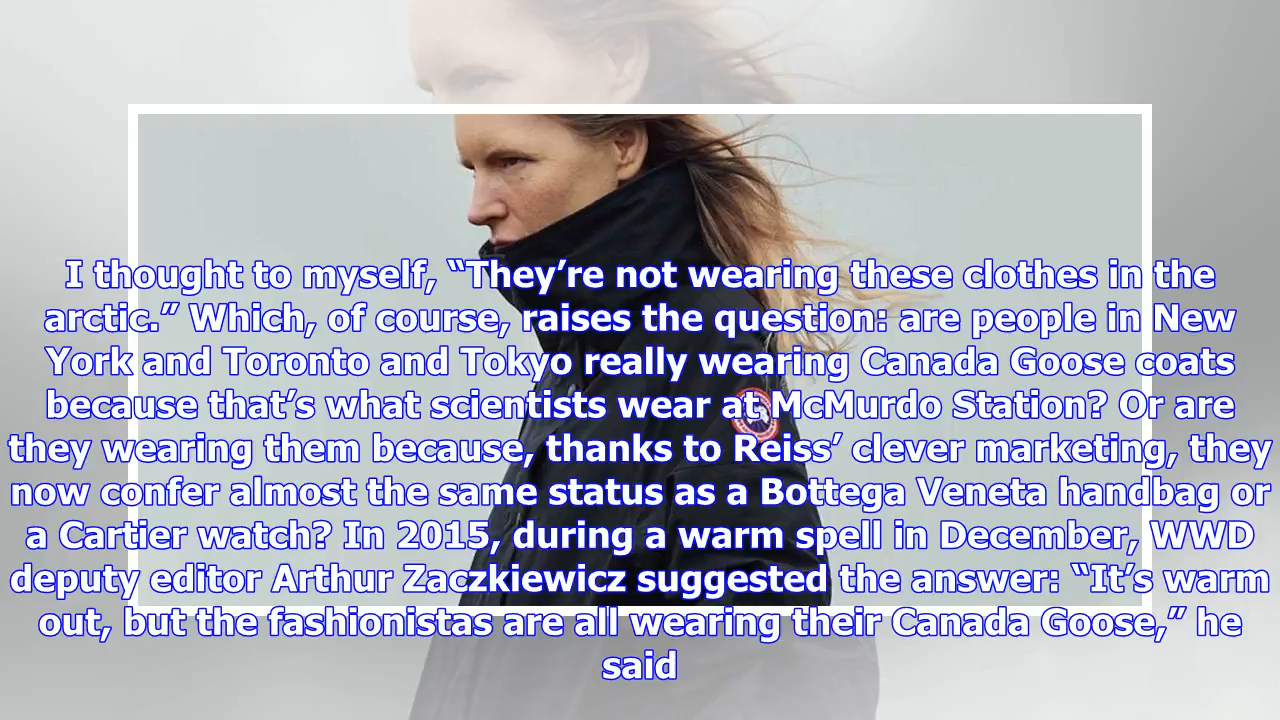 I thought to myself, “They’re not wearing these clothes in the
arctic.” Which, of course, raises the question: are people in New
York and Toronto and Tokyo really wearing Canada Goose coats
because that’s what scientists wear at McMurdo Station? Or are
they wearing them because, thanks to Reiss’ clever marketing, they
now confer almost the same status as a Bottega Veneta handbag or
a Cartier watch? In 2015, during a warm spell in December, WWD
deputy editor Arthur Zaczkiewicz suggested the answer: “It’s warm
out, but the fashionistas are all wearing their Canada Goose,” he
said